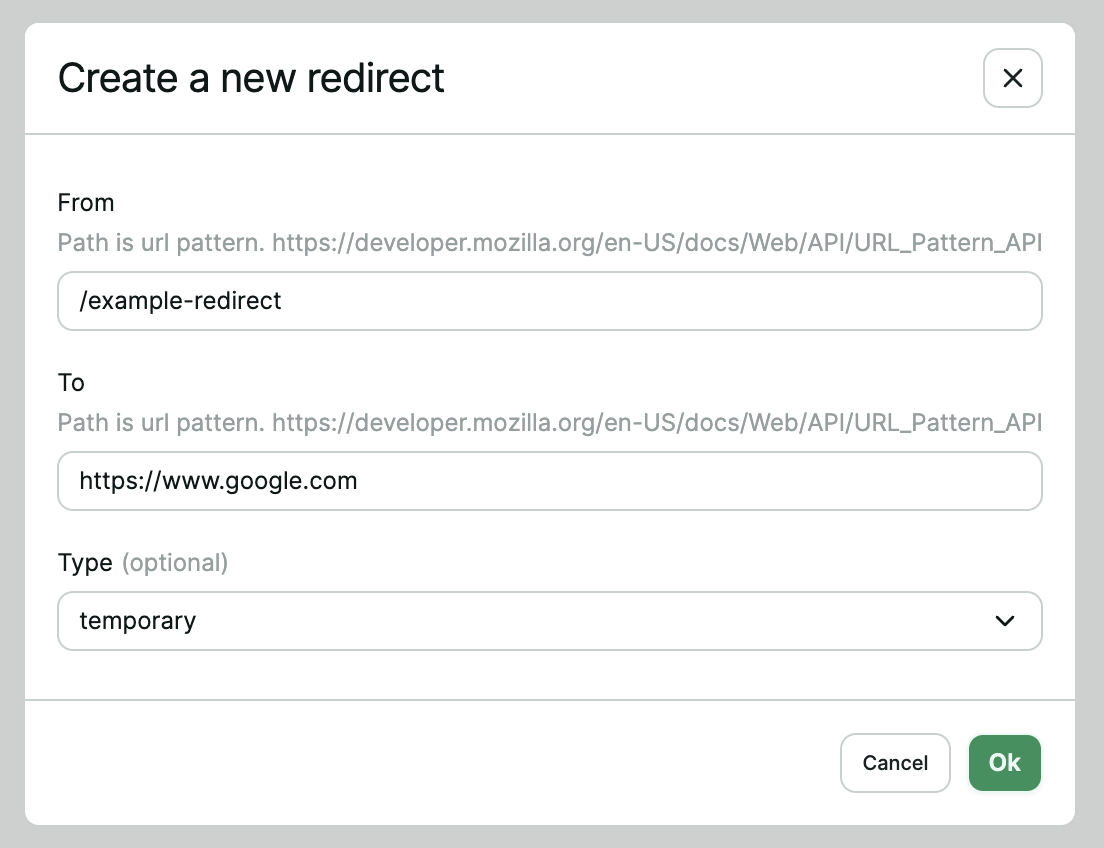 Create a new redirect
From
Path is url pattern. https://developer.mozilla.org/en-US/docs/Web/API/URL_Pattern_API
/example-redirect
To
Path is url pattern. https://developer.mozilla.org/en-US/docs/Web/API/URL_Pattern_API
https://www.google.com
Type (optional)
temporary
Cancel
Ok